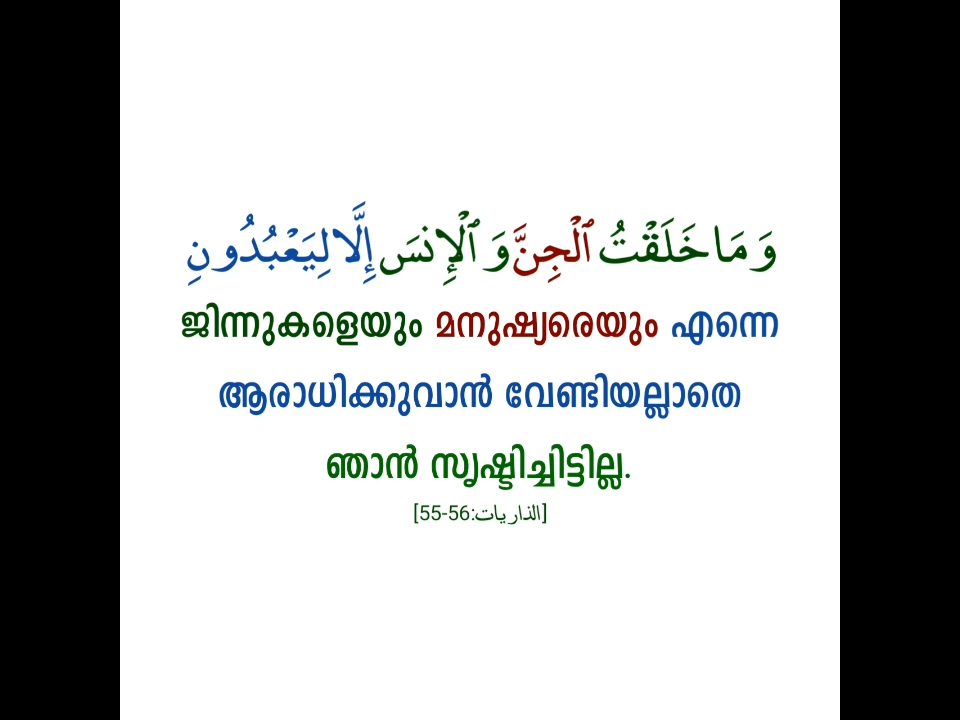 وَمَا خَلَقْتُ ٱلْجِنَّ وَٱلْإِنسَ إِلَّا لِيَعْبُدُونِ
ജിന്നുകളെയും മനുഷ്യരെയും എന്നെ
ആരാധിക്കുവാൻ വേണ്ടിയല്ലാതെ
ഞാൻ സൃഷ്ടിച്ചിട്ടില്ല.
[الذاريات:56-55]